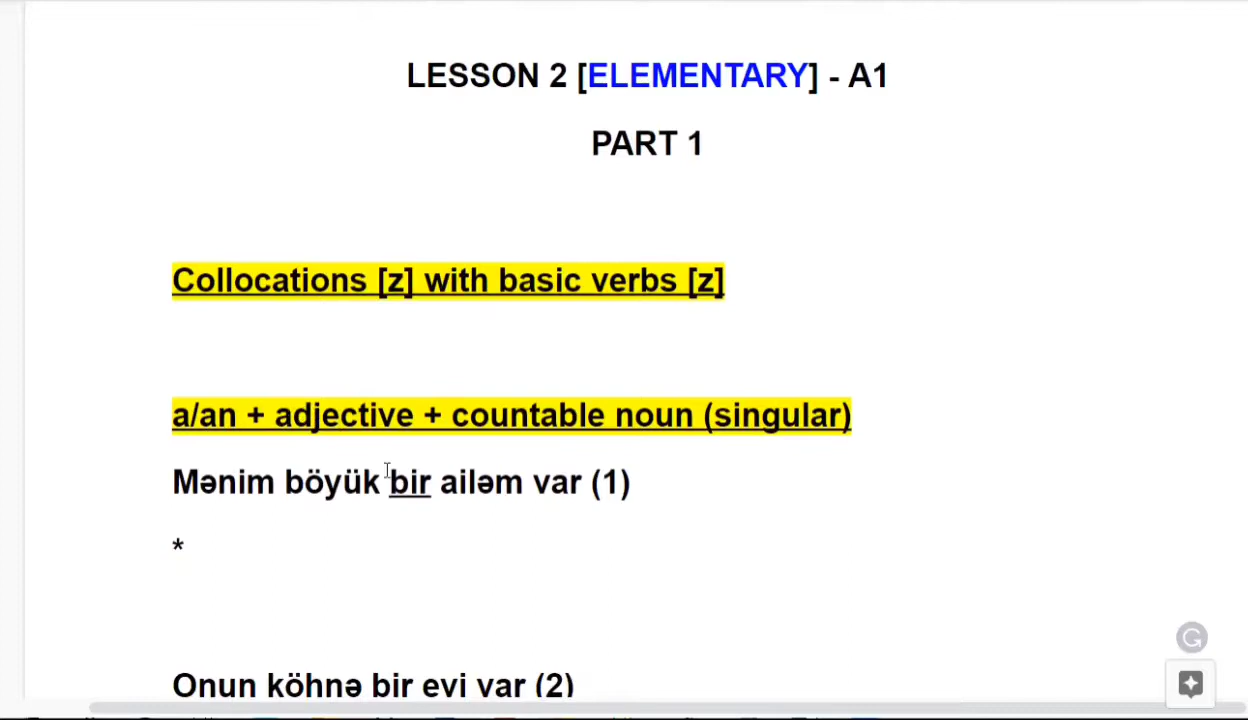 LESSON 2 [ELEMENTARY] - A1
PART 1
Collocations [z] with basic verbs [z]
a/an + adjective + countable noun (singular)
Mənim böyük bir ailəm var (1)
*
Onun köhnə bir evi var (2)